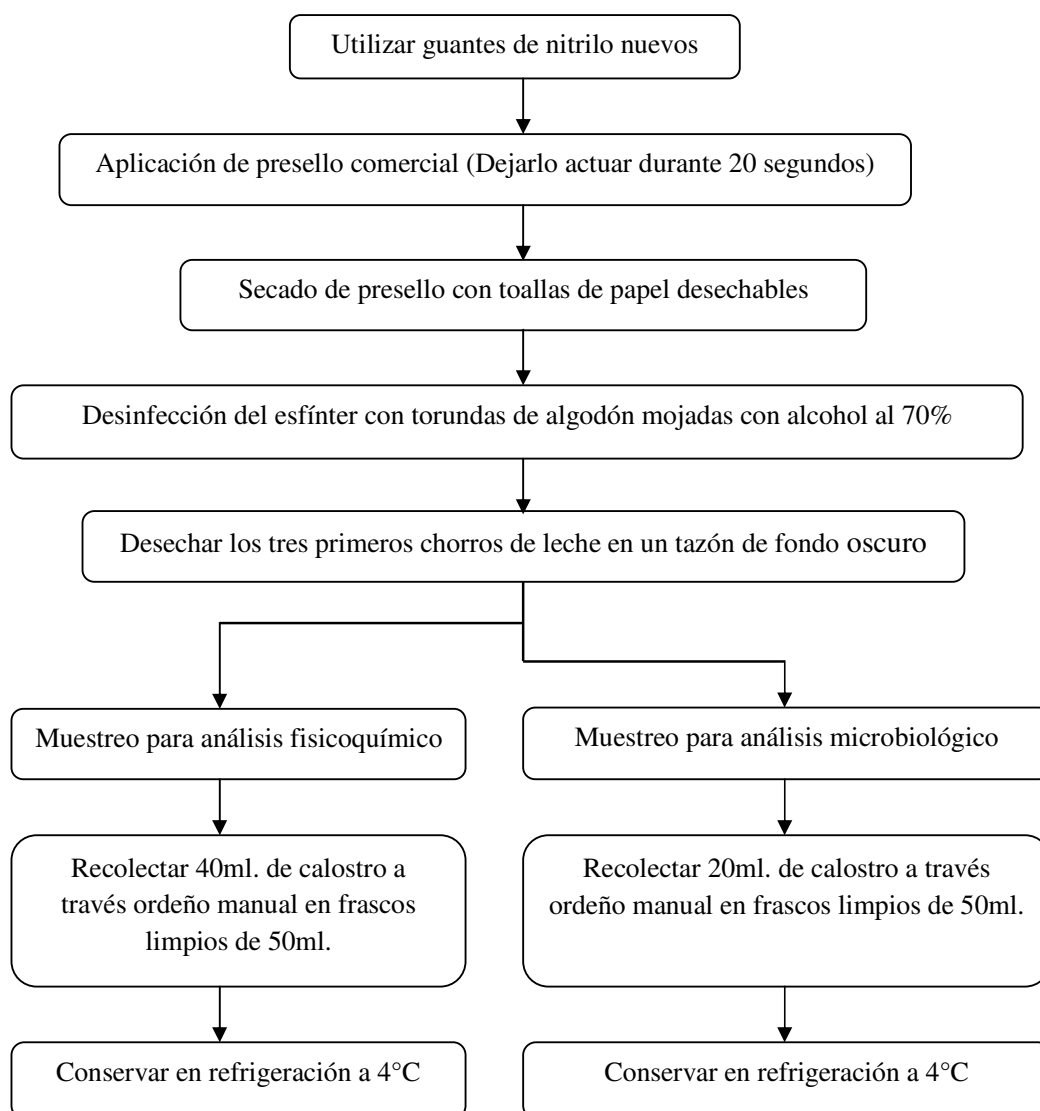 Utilizar guantes de nitrilo nuevos
Aplicación de presello comercial (Dejarlo actuar durante 20 segundos)
Secado de presello con toallas de papel desechables
Desinfección del esfínter con torundas de algodón mojadas con alcohol al 70%
Desechar los tres primeros chorros de leche en un tazón de fondo oscuro
Muestreo para análisis fisicoquímico
Muestreo para análisis microbiológico
Recolectar 40ml. de calostro a
través ordeño manual en frascos
limpios de 50ml.
Recolectar 20ml. de calostro a través
ordeño manual en frascos limpios de 50ml.
Conservar en refrigeración a 4°C
Conservar en refrigeración a 4°C